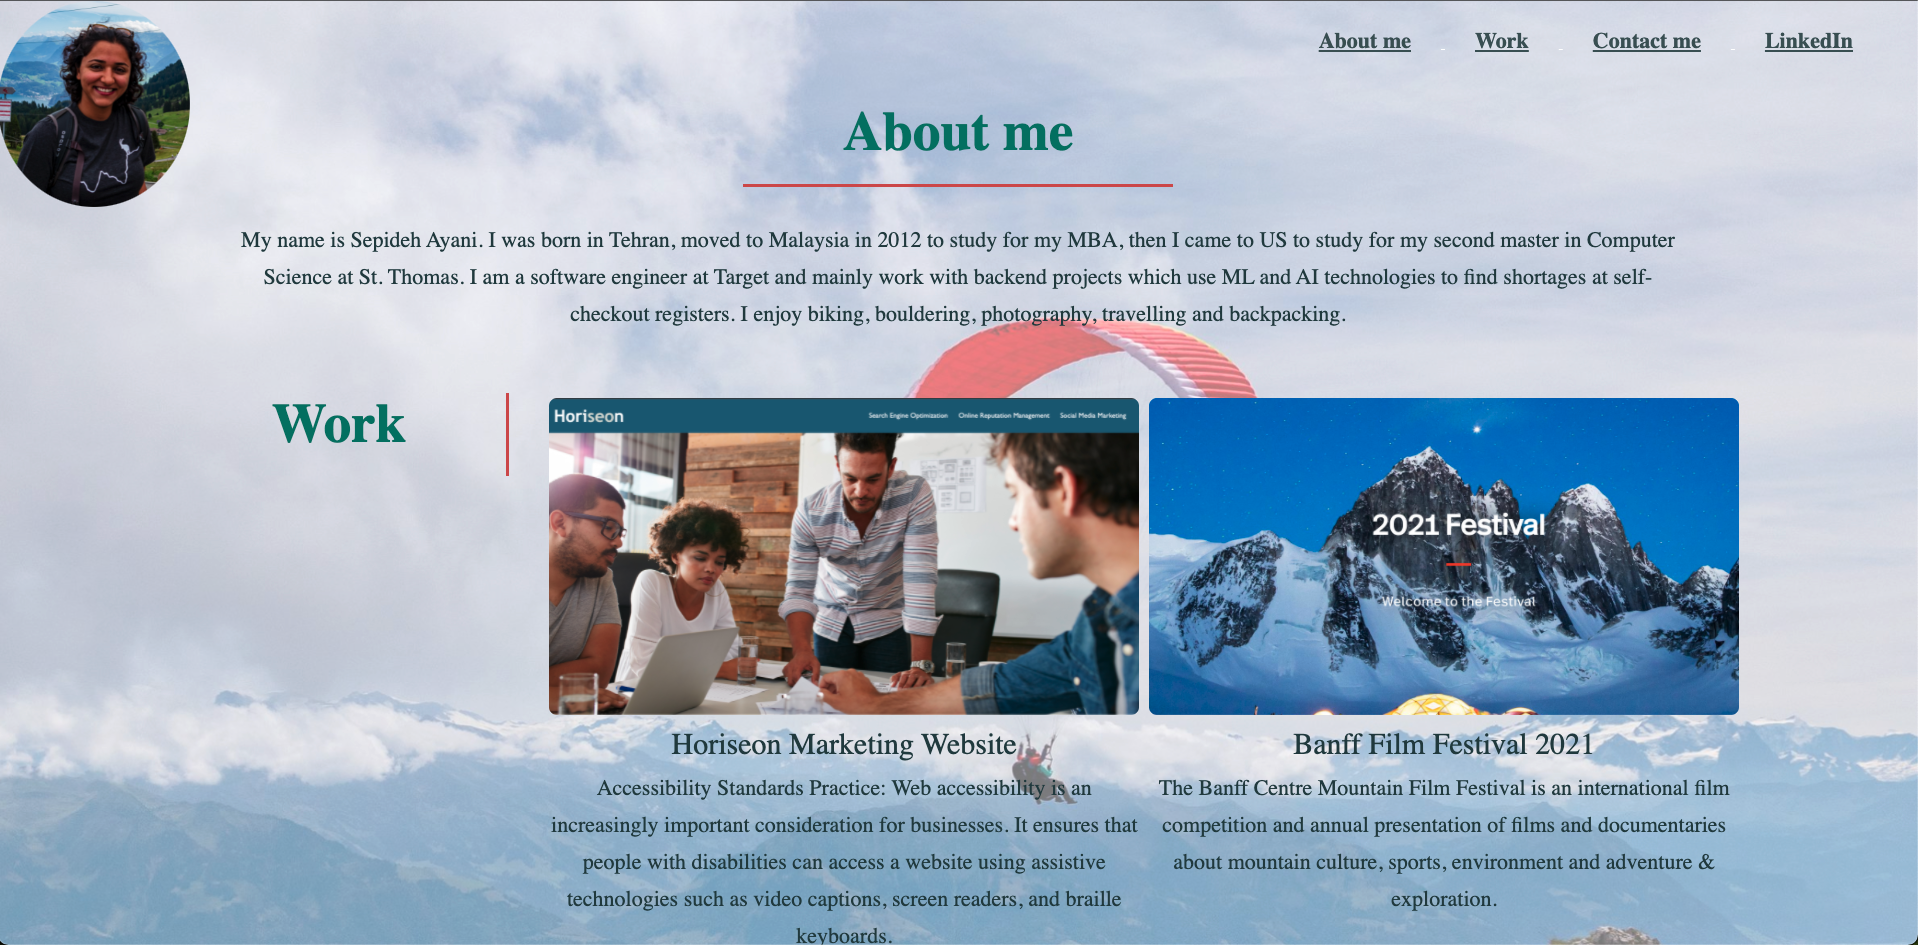 About me
Work
Contact me
LinkedIn
About me
My name is Sepideh Ayani. I was born in Tehran, moved to Malaysia in 2012 to study for my MBA, then I came to US to study for my second master in Computer
Science at St. Thomas. I am a software engineer at Target and mainly work with backend projects which use ML and AI technologies to find shortages at self-
checkout registers. I enjoy biking, bouldering, photography, travelling and backpacking.
Work
Horiseon
Search Engine Optimization
Online Reputation Management
Social Media Marketing
2021 Festival
Welcome to the Festival
Horiseon Marketing Website
Accessibility Standards Practice: Web accessibility is an
increasingly important consideration for businesses. It ensures that
people with disabilities can access a website using assistive
technologies such as video captions, screen readers, and braille
keyboards.
Banff Film Festival 2021
The Banff Centre Mountain Film Festival is an international film
competition and annual presentation of films and documentaries
about mountain culture, sports, environment and adventure &
exploration.